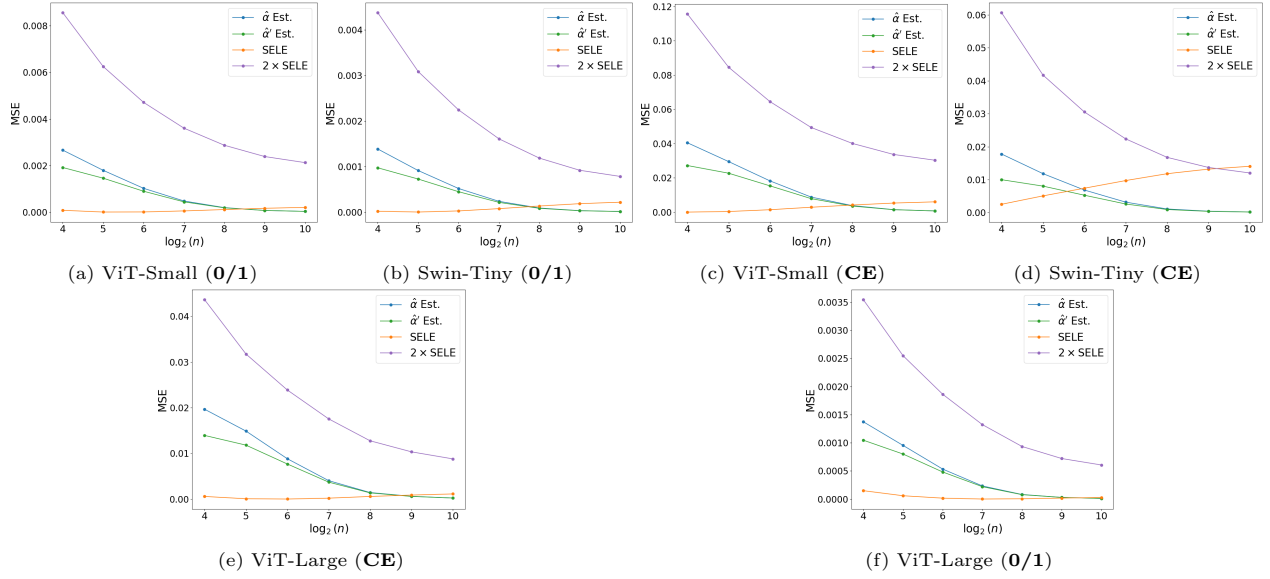 0.008
0.006
0.004
0.002
0.000
MSE
4 5 6 7 8 9 10
log₂(n)
α̂ Est.
α̂′ Est.
SELE
2 × SELE
(a) ViT-Small (0/1)
0.004
0.003
0.002
0.001
0.000
MSE
4 5 6 7 8 9 10
log₂(n)
α̂ Est.
α̂′ Est.
SELE
2 × SELE
(b) Swin-Tiny (0/1)
0.12
0.10
0.08
0.06
0.04
0.02
0.00
MSE
4 5 6 7 8 9 10
log₂(n)
α̂ Est.
α̂′ Est.
SELE
2 × SELE
(c) ViT-Small (CE)
0.06
0.05
0.04
0.03
0.02
0.01
0.00
MSE
4 5 6 7 8 9 10
log₂(n)
α̂ Est.
α̂′ Est.
SELE
2 × SELE
(d) Swin-Tiny (CE)
0.04
0.03
0.02
0.01
0.00
MSE
4 5 6 7 8 9 10
log₂(n)
α̂ Est.
α̂′ Est.
SELE
2 × SELE
(e) ViT-Large (CE)
0.0035
0.0030
0.0025
0.0020
0.0015
0.0010
0.0005
0.0000
MSE
4 5 6 7 8 9 10
log₂(n)
α̂ Est.
α̂′ Est.
SELE
2 × SELE
(f) ViT-Large (0/1)